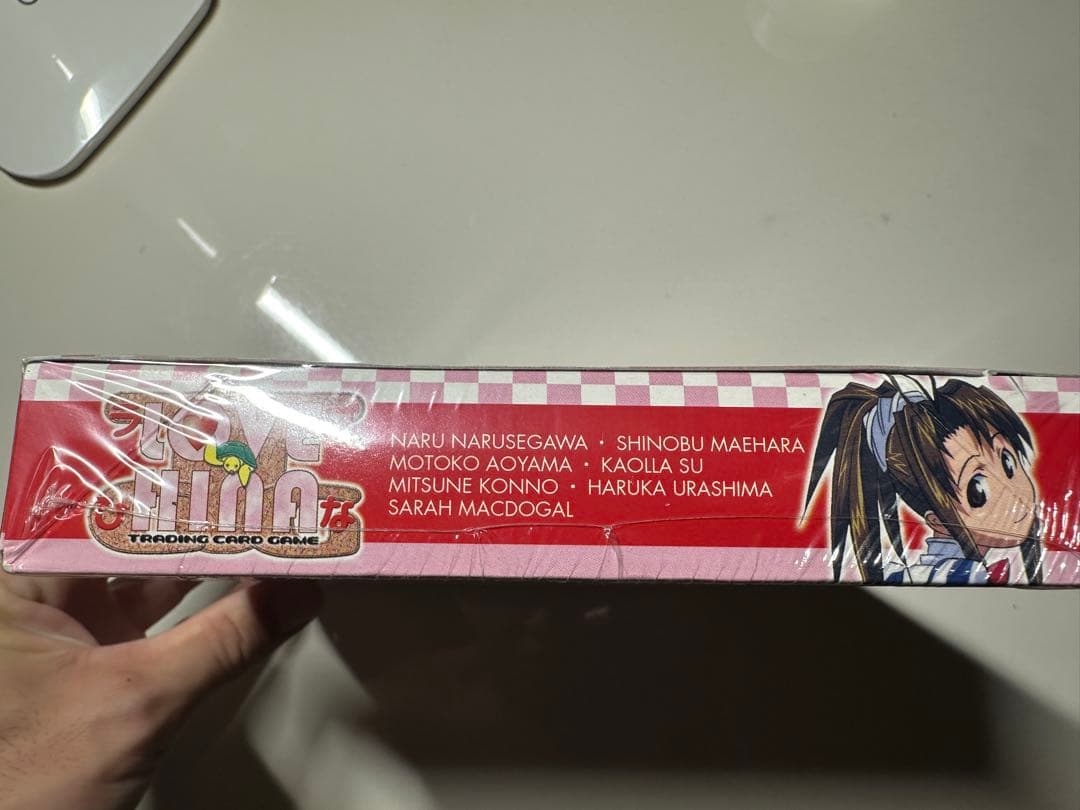 LOVE
HINA な
TRADING CARD GAME
NARU NARUSEGAWA • SHINOBU MAEHARA
MOTOKO AOYAMA • KAOLLA SU
MITSUNE KONNO • HARUKA URASHIMA
SARAH MACDOGAL